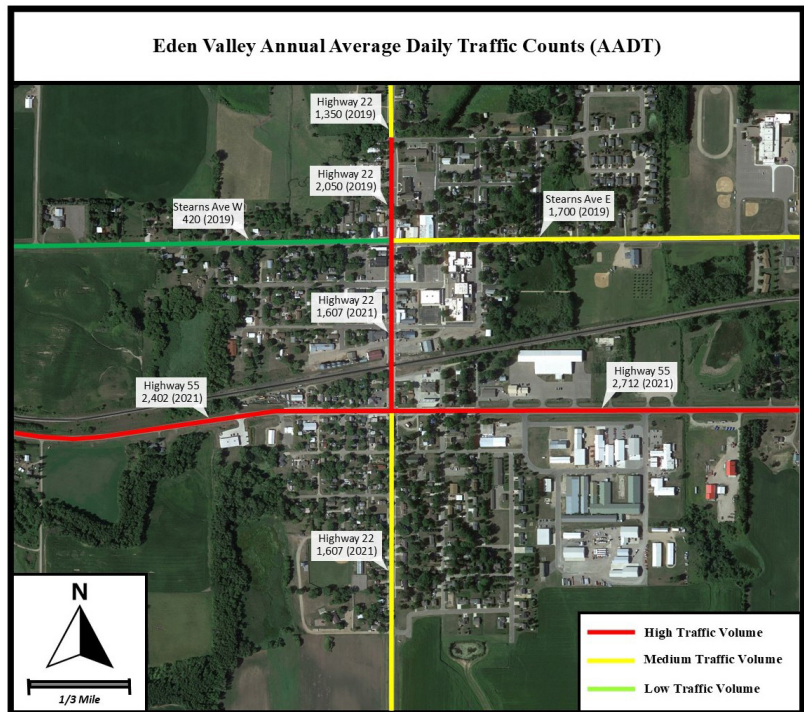 Eden Valley Annual Average Daily Traffic Counts (AADT)
Highway 22
1,350 (2019)
Highway 22
2,050 (2019)
Stearns Ave W
420 (2019)
Stearns Ave E
1,700 (2019)
Highway 22
1,607 (2021)
Highway 55
2,402 (2021)
Highway 55
2,712 (2021)
Highway 22
1,607 (2021)
N
1/3 Mile
High Traffic Volume
Medium Traffic Volume
Low Traffic Volume